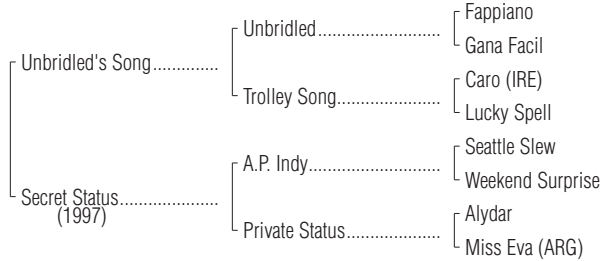 Fappiano
Unbridled..........................
Gana Facil
Unbridled's Song..............
Caro (IRE)
Trolley Song......................
Lucky Spell
Seattle Slew
A.P. Indy............................
Weekend Surprise
Secret Status.....................
(1997)
Alydar
Private Status....................
Miss Eva (ARG)